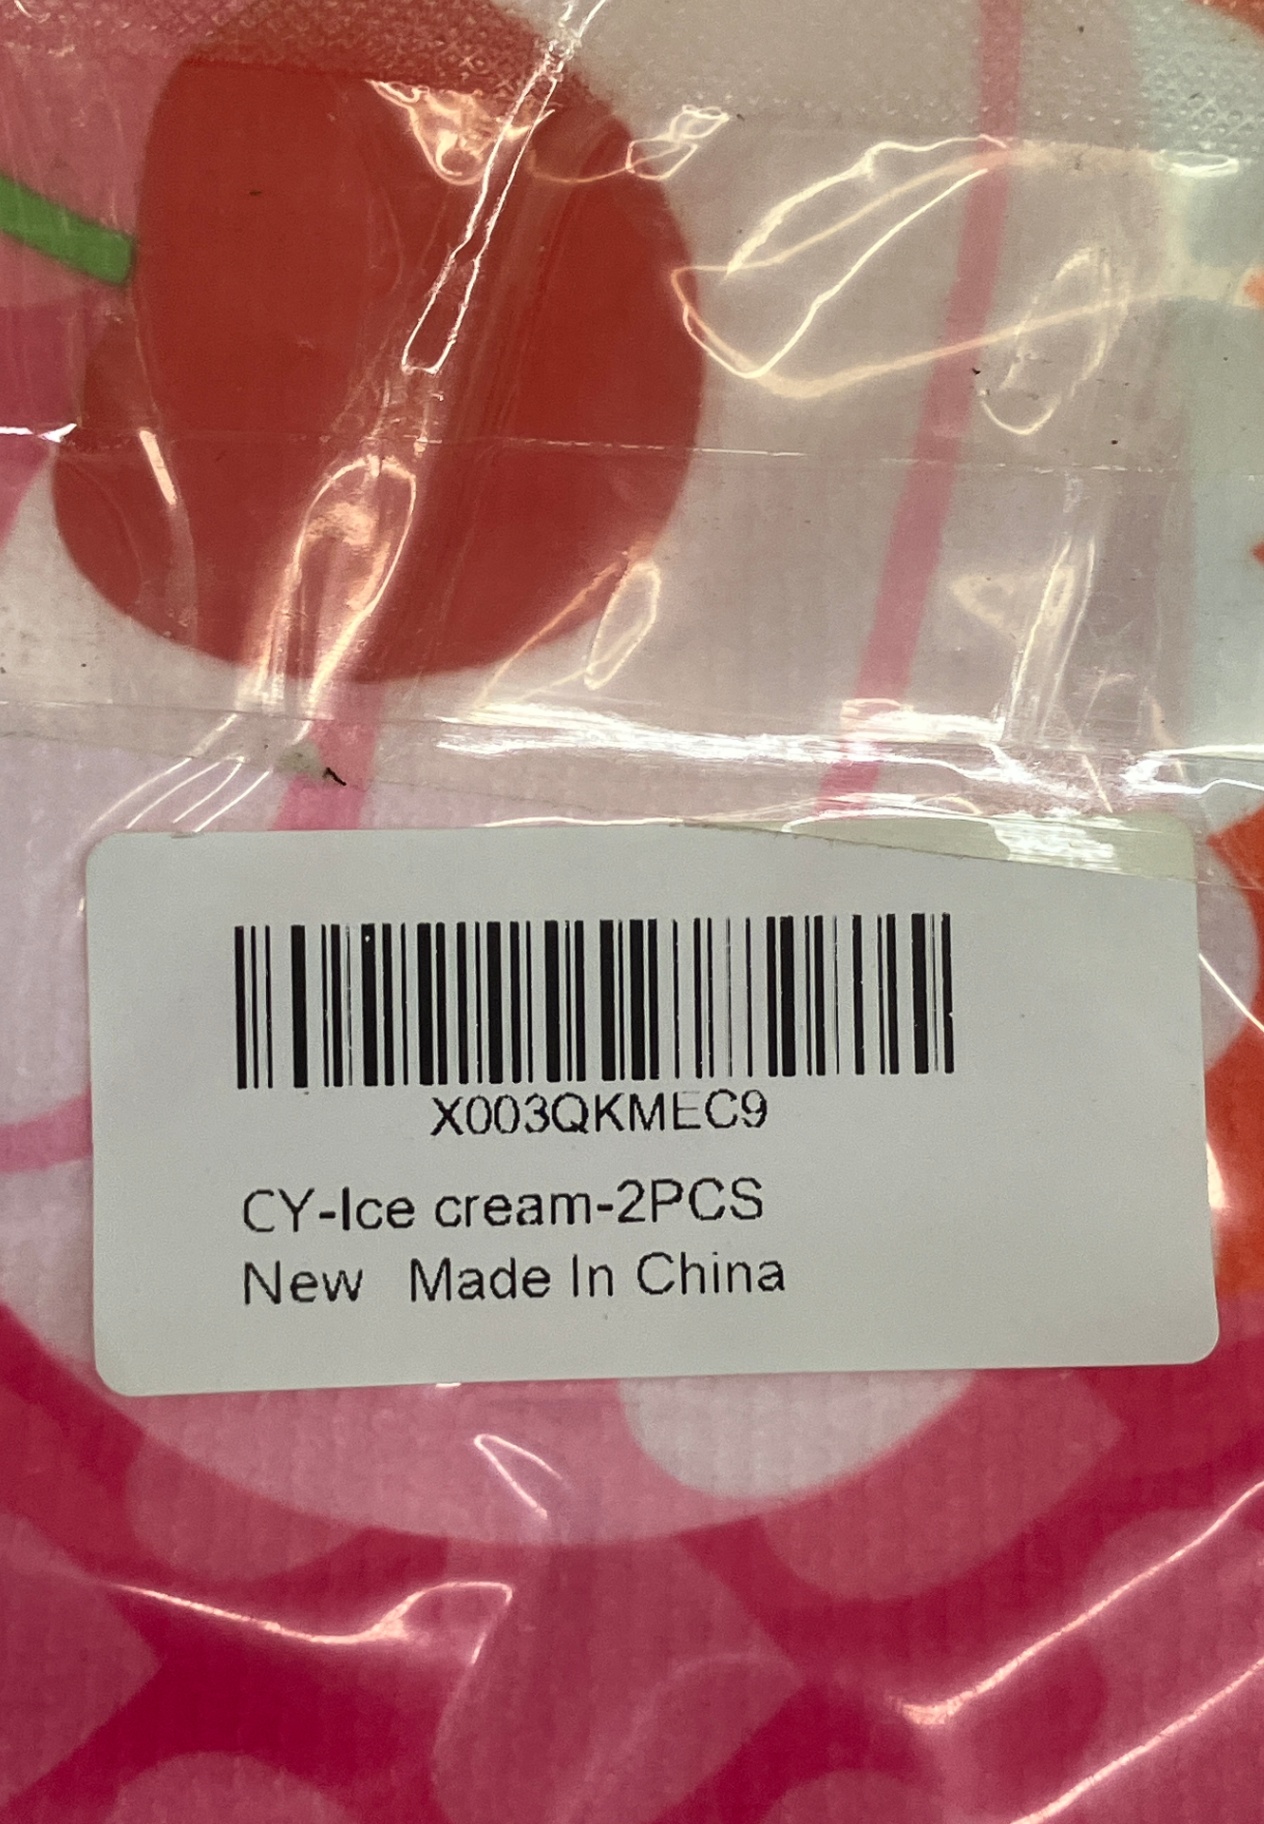 X003QKMEC9
CY-Ice cream-2PCS
New Made In China